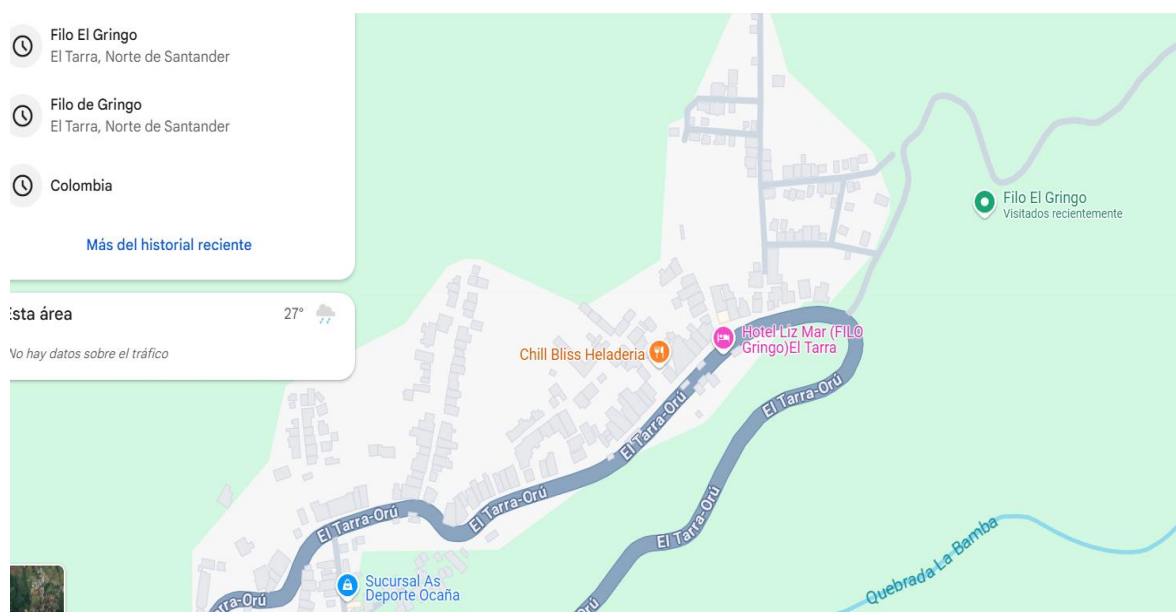 Filo El Gringo
El Tarra, Norte de Santander
Filo de Gringo
El Tarra, Norte de Santander
Colombia
Más del historial reciente
Esta área
27°
No hay datos sobre el tráfico
Filo El Gringo
Visitados recientemente
Hotel Liz Mar (FILO
Gringo)El Tarra
Chill Bliss Heladeria
El Tarra-Orú
El Tarra-Orú
El Tarra-Orú
El Tarra-Orú
El Tarra-Orú
El Tarra-Orú
Quebrada La Bamba
Sucursal As
Deporte Ocaña
rra-Orú
Orú